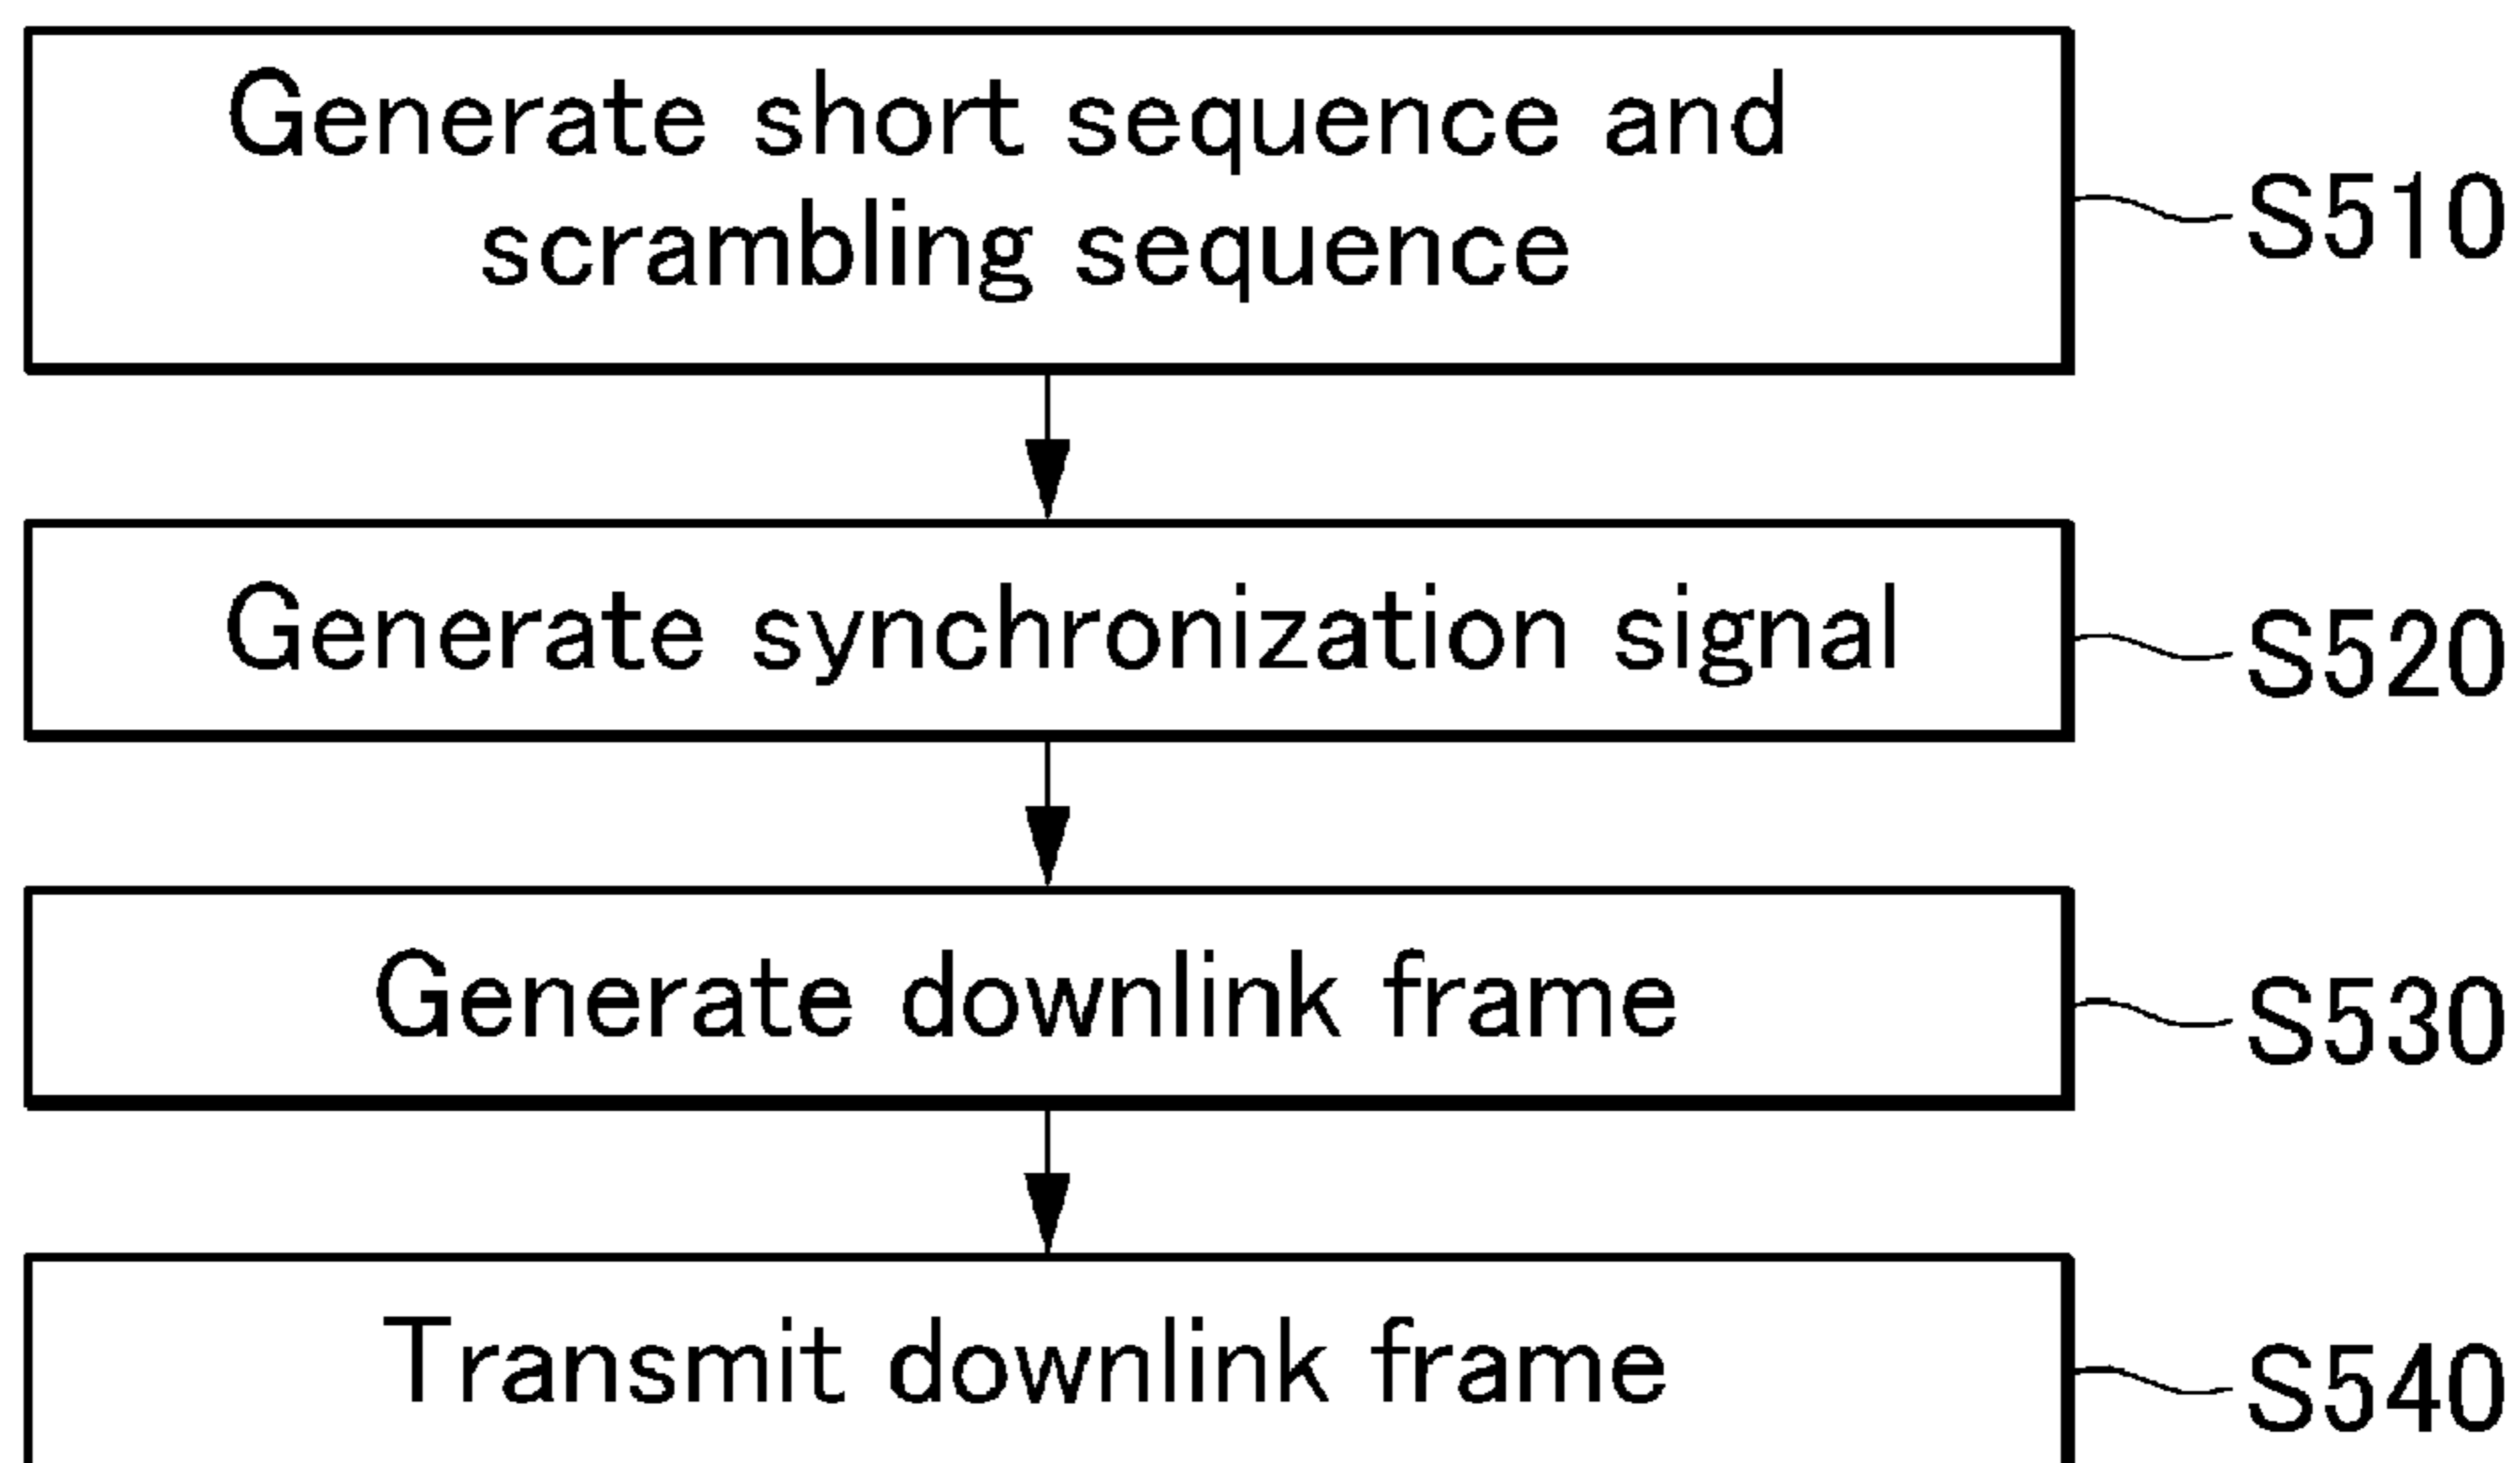 Generate short sequence and
scrambling sequence
S510
Generate synchronization signal
S520
Generate downlink frame
S530
Transmit downlink frame
S540